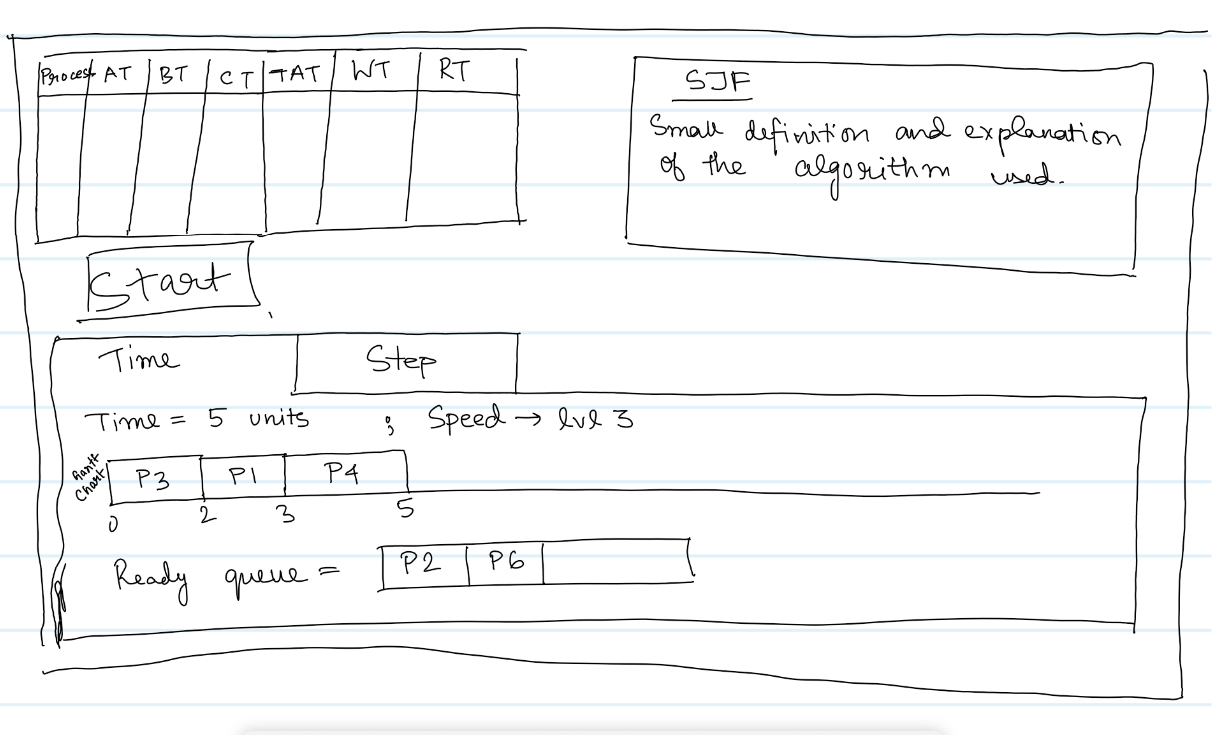 Process AT BT CT TAT WT RT
SJF
Small definition and explanation
of the algorithm used.
Start
Time Step
Time = 5 units ; Speed → lvl 3
Gantt
Chart
P3 P1 P4
0 2 3 5
Ready queue = P2 P6